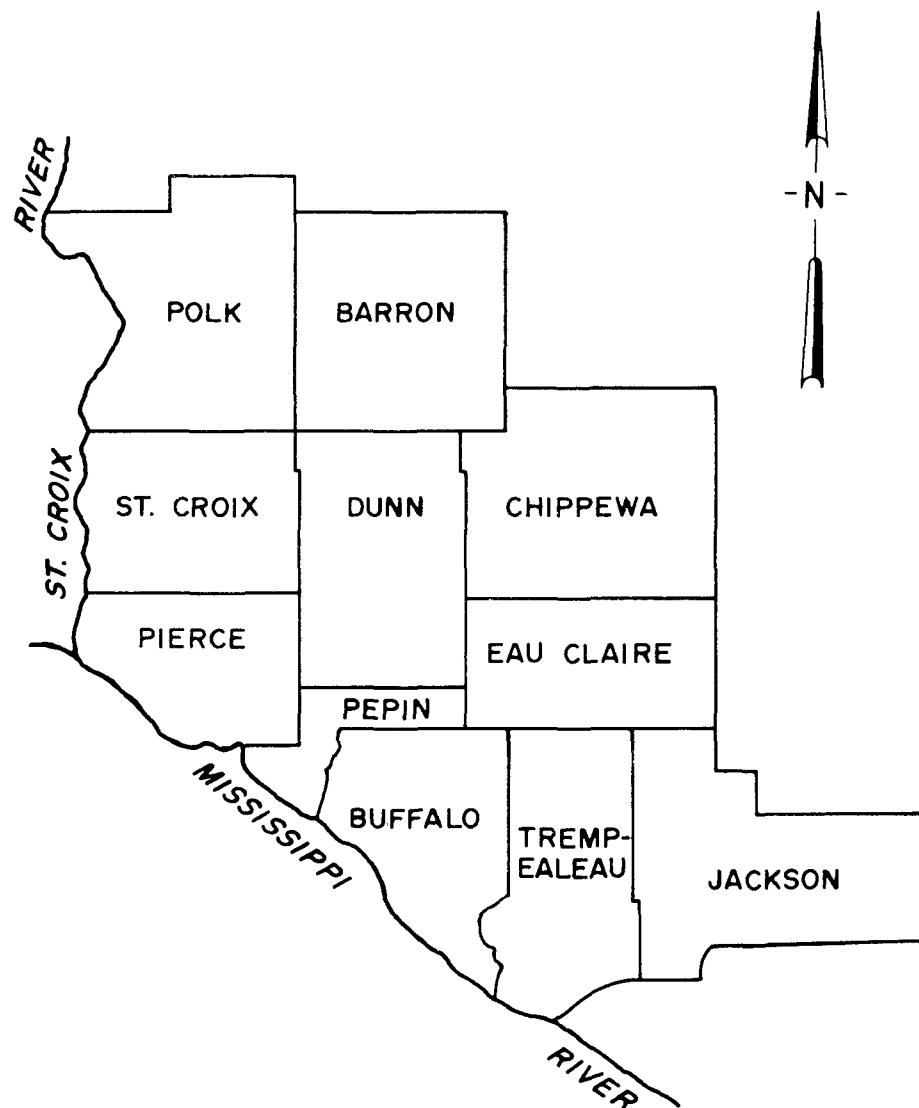 RIVER
- N -
POLK
BARRON
ST. CROIX
ST. CROIX
DUNN
CHIPPEWA
PIERCE
EAU CLAIRE
PEPIN
MISSISSIPPI
BUFFALO
TREMP-
EALEAU
JACKSON
RIVER